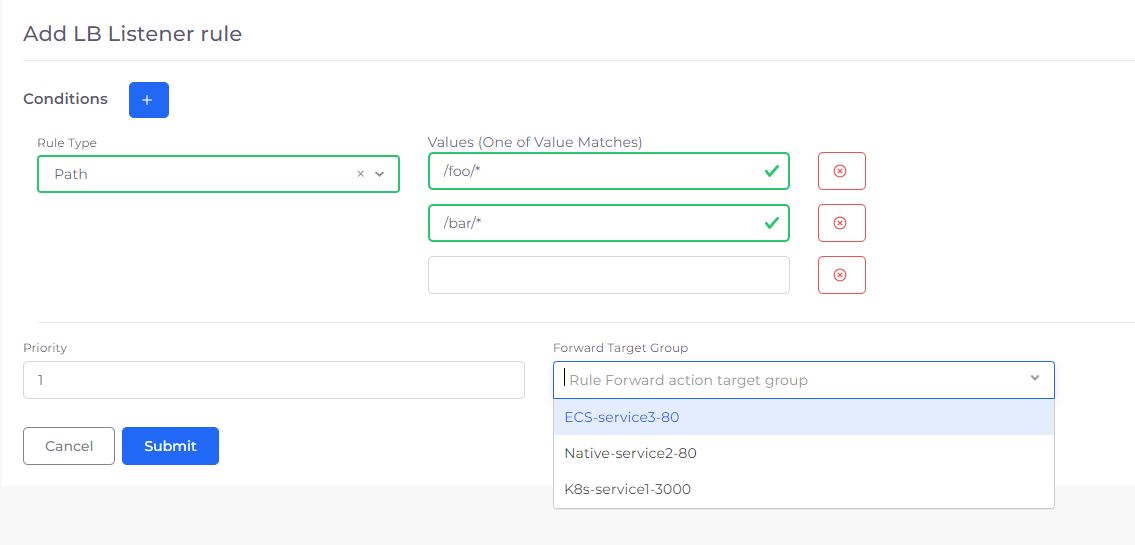 Add LB Listener rule
Conditions
+
Rule Type
Values (One of Value Matches)
Path
/foo/*
/bar/*
Priority
Forward Target Group
1
Rule Forward action target group
ECS-service3-80
Native-service2-80
K8s-service1-3000
Cancel
Submit